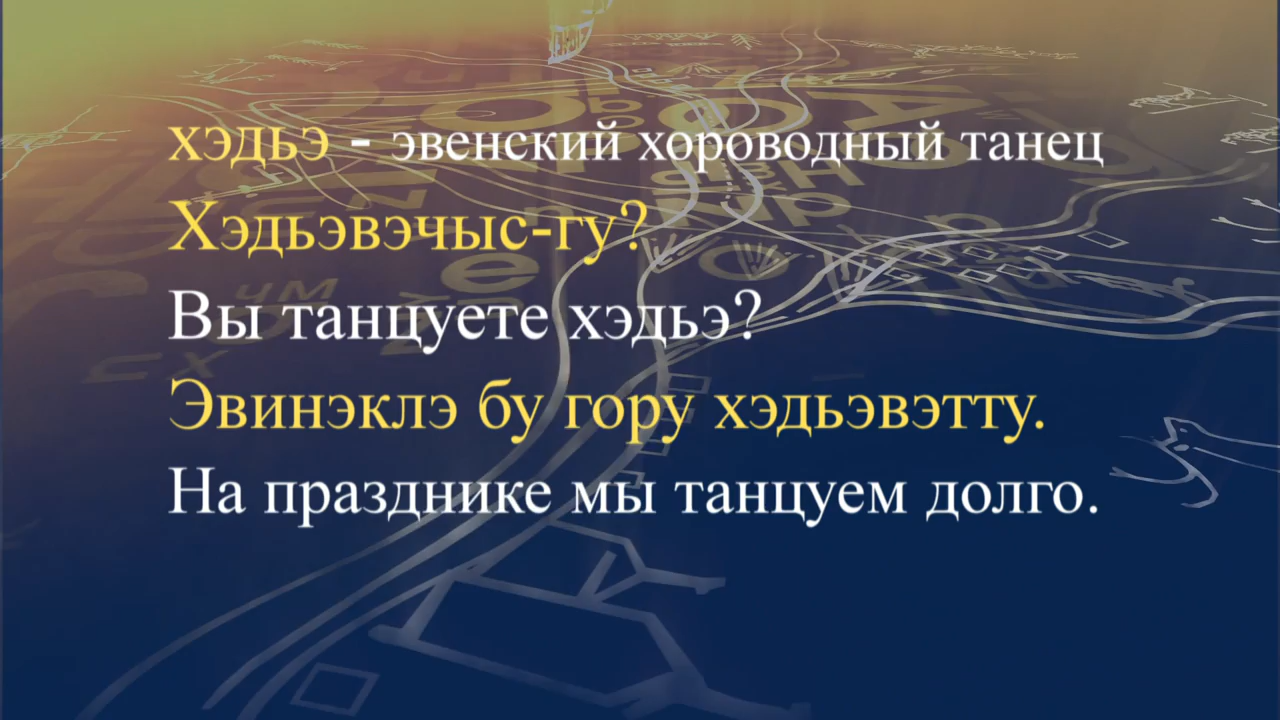 хэдьэ - эвенский хороводный танец
Хэдьэвэчыс-гу?
Вы танцуете хэдьэ?
Эвинэклэ бу гору хэдьэвэтту.
На празднике мы танцуем долго.